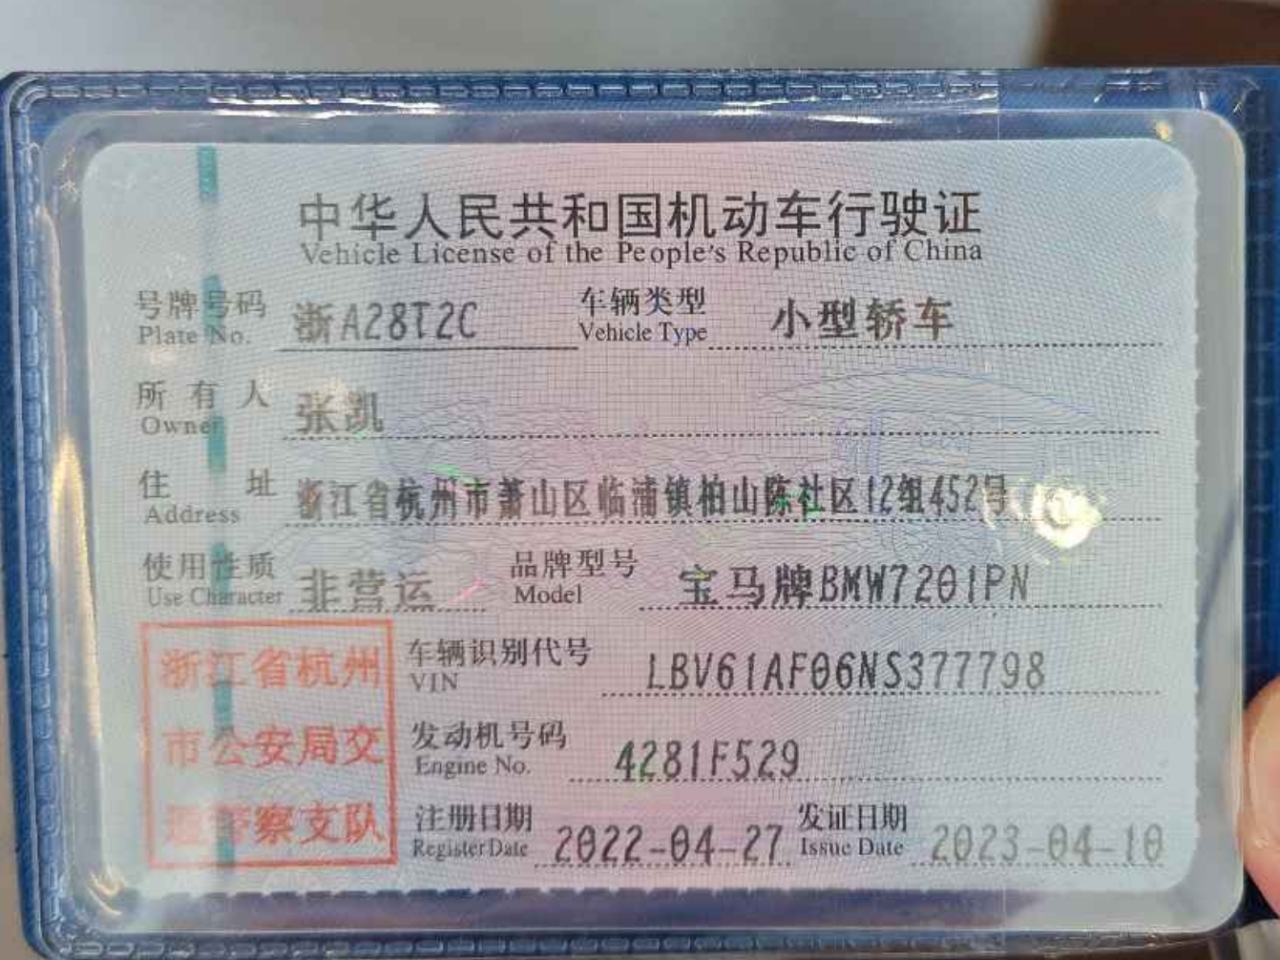 中华人民共和国机动车行驶证
Vehicle License of the People's Republic of China
号牌号码 浙A28T2C 车辆类型 小型轿车
Plate No. Vehicle Type
所有人 张凯
Owner
住址 浙江省杭州市萧山区临浦镇柏山陈社区12组452号
Address
使用性质 非营运 品牌型号 宝马牌BMW7201PN
Use Character Model
浙江省杭州
市公安局交
通警察支队
车辆识别代号 LBV61AF06NS377798
VIN
发动机号码 4281F529
Engine No.
注册日期 2022-04-27 发证日期 2023-04-10
Register Date Issue Date